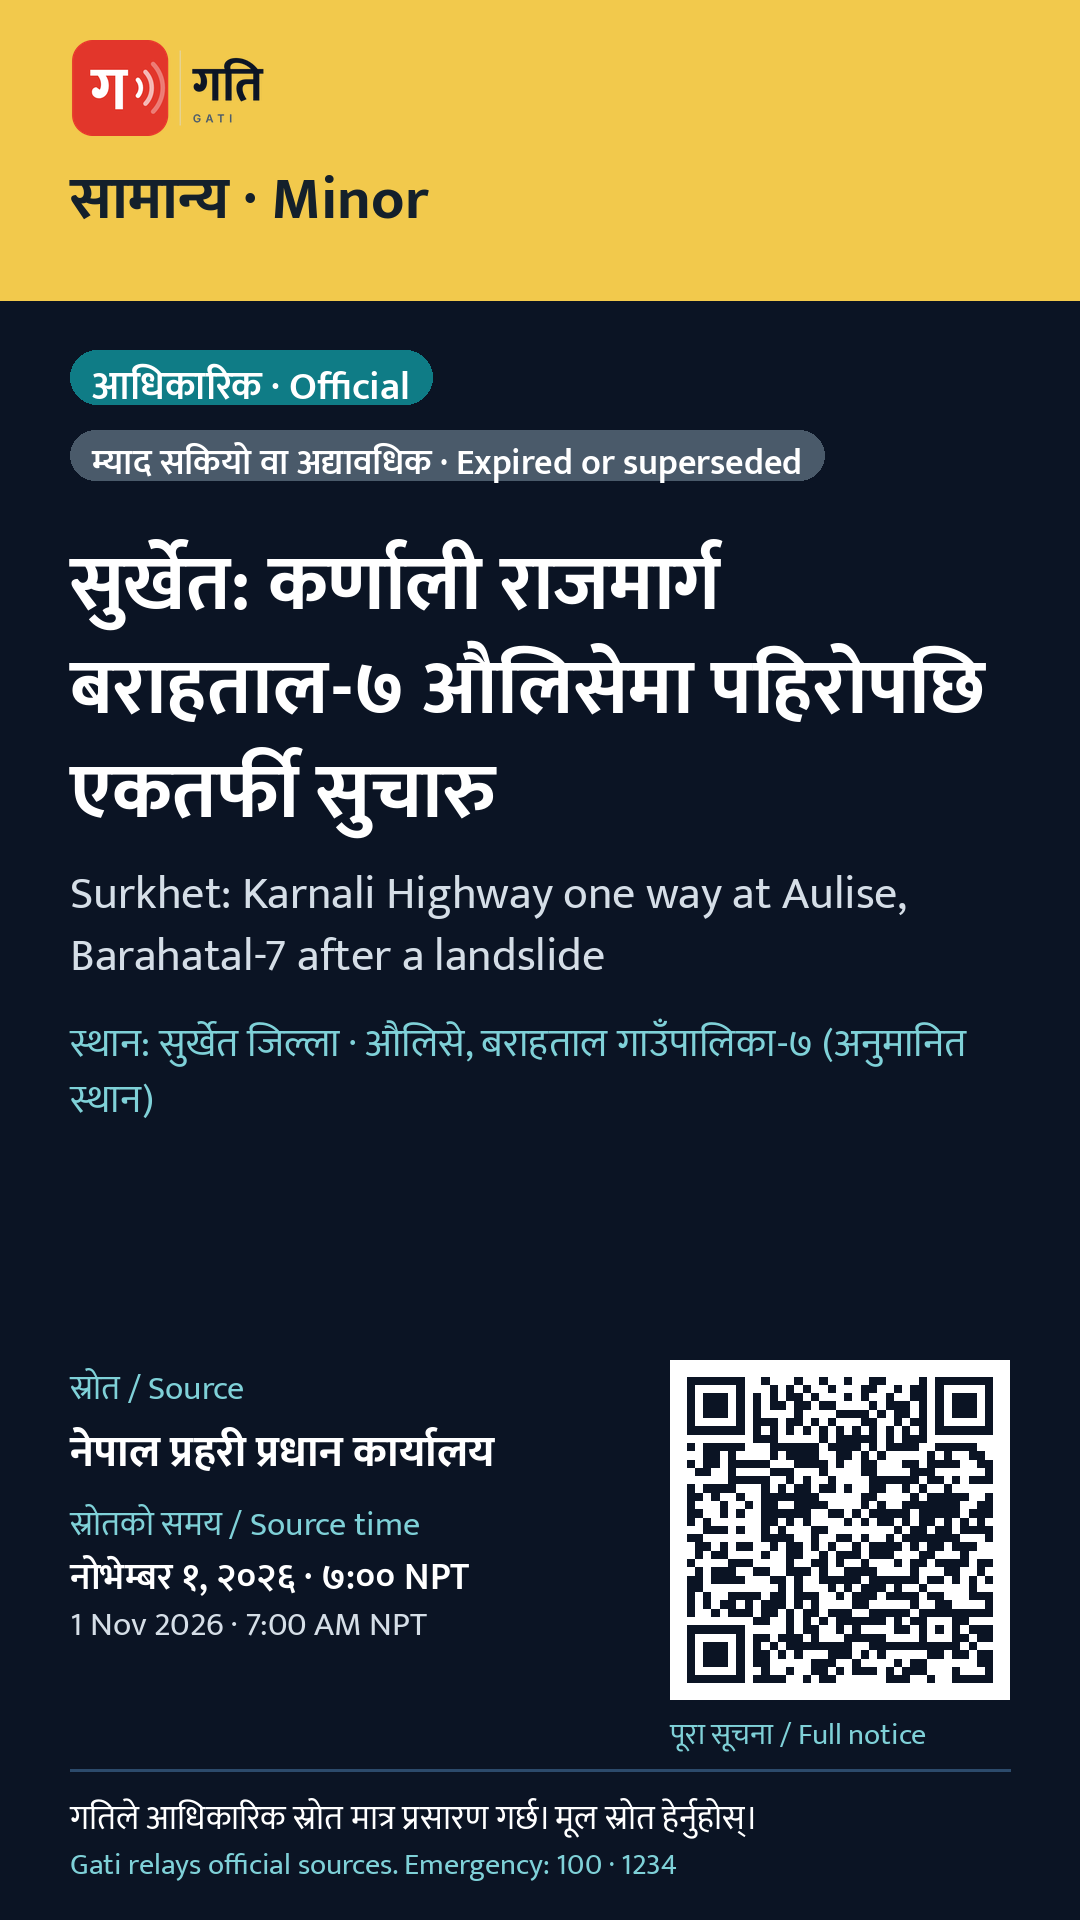 ग
गति
GATI
सामान्य · Minor
आधिकारिक · Official
म्याद सकियो वा अद्यावधिक · Expired or superseded
सुर्खेत: कर्णाली राजमार्ग
बराहताल-७ औलिसेमा पहिरोपछि
एकतर्फी सुचारु
Surkhet: Karnali Highway one way at Aulise,
Barahatal-7 after a landslide
स्थान: सुर्खेत जिल्ला · औलिसे, बराहताल गाउँपालिका-७ (अनुमानित
स्थान)
स्रोत / Source
नेपाल प्रहरी प्रधान कार्यालय
स्रोतको समय / Source time
नोभेम्बर १, २०२६ · ७:०० NPT
1 Nov 2026 · 7:00 AM NPT
पूरा सूचना / Full notice
गतिले आधिकारिक स्रोत मात्र प्रसारण गर्छ। मूल स्रोत हेर्नुहोस्।
Gati relays official sources. Emergency: 100 · 1234